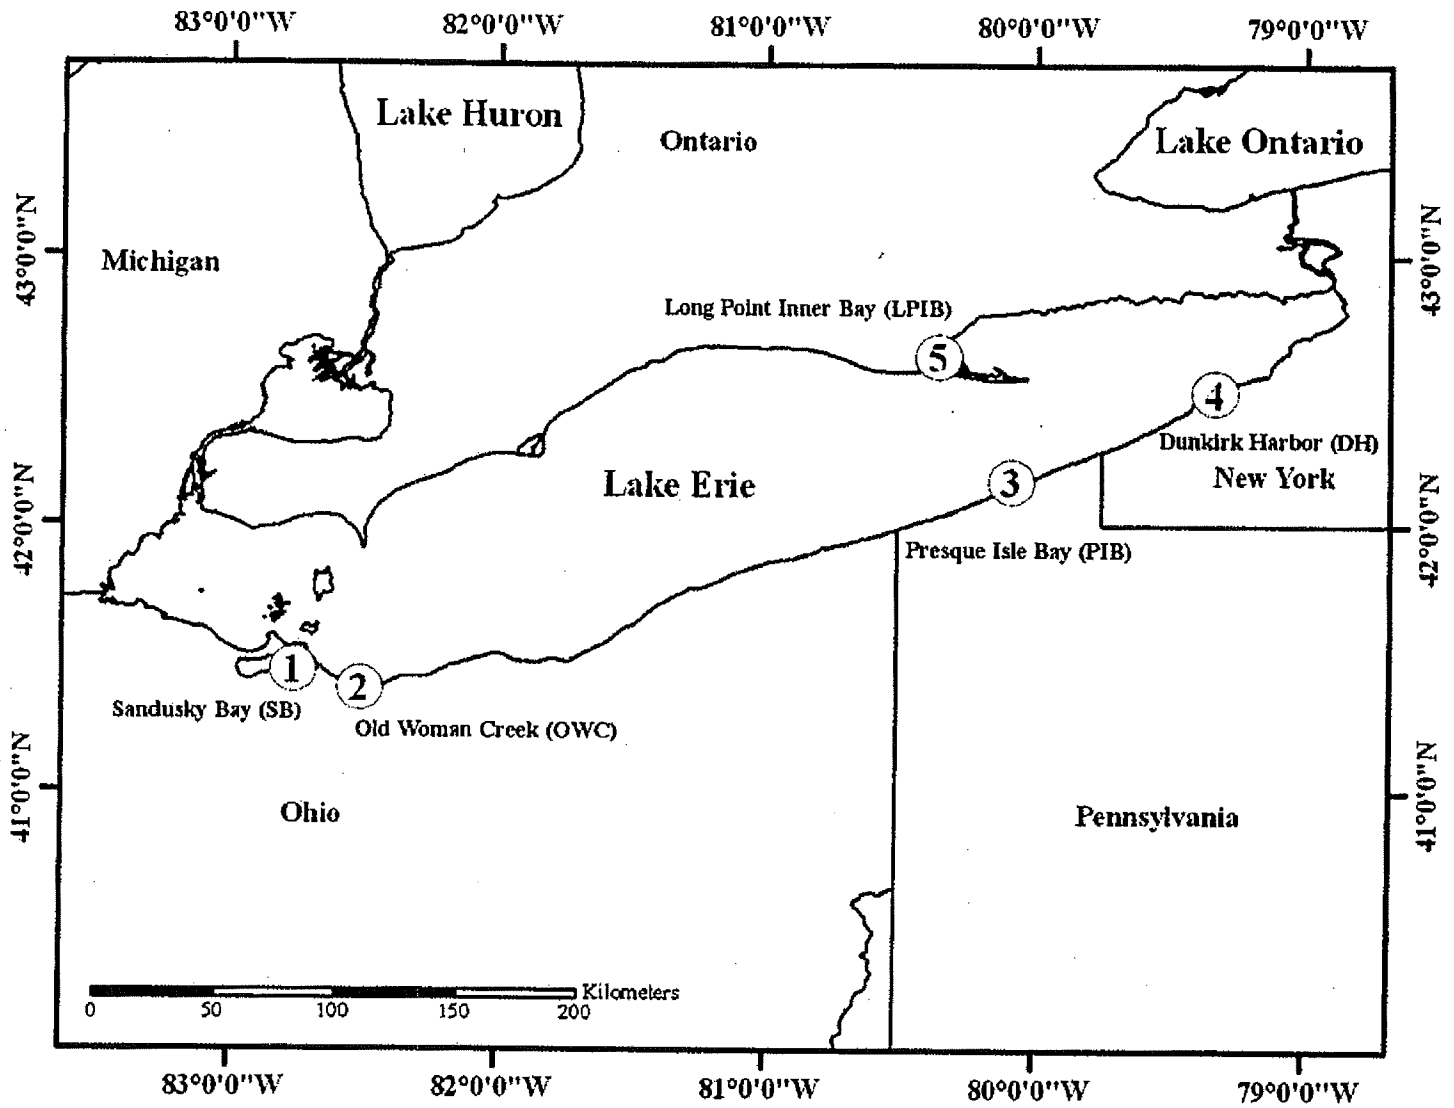 83°0'0"W 82°0'0"W 81°0'0"W 80°0'0"W 79°0'0"W
Lake Huron
Ontario
Lake Ontario
43°0'0"N
43°0'0"N
Michigan
Long Point Inner Bay (LPIB)
5
4
Dunkirk Harbor (DH)
New York
3
Lake Erie
42°0'0"N
42°0'0"N
Presque Isle Bay (PIB)
1
2
Sandusky Bay (SB)
Old Woman Creek (OWC)
41°0'0"N
41°0'0"N
Ohio
Pennsylvania
Kilometers
0 50 100 150 200
83°0'0"W 82°0'0"W 81°0'0"W 80°0'0"W 79°0'0"W